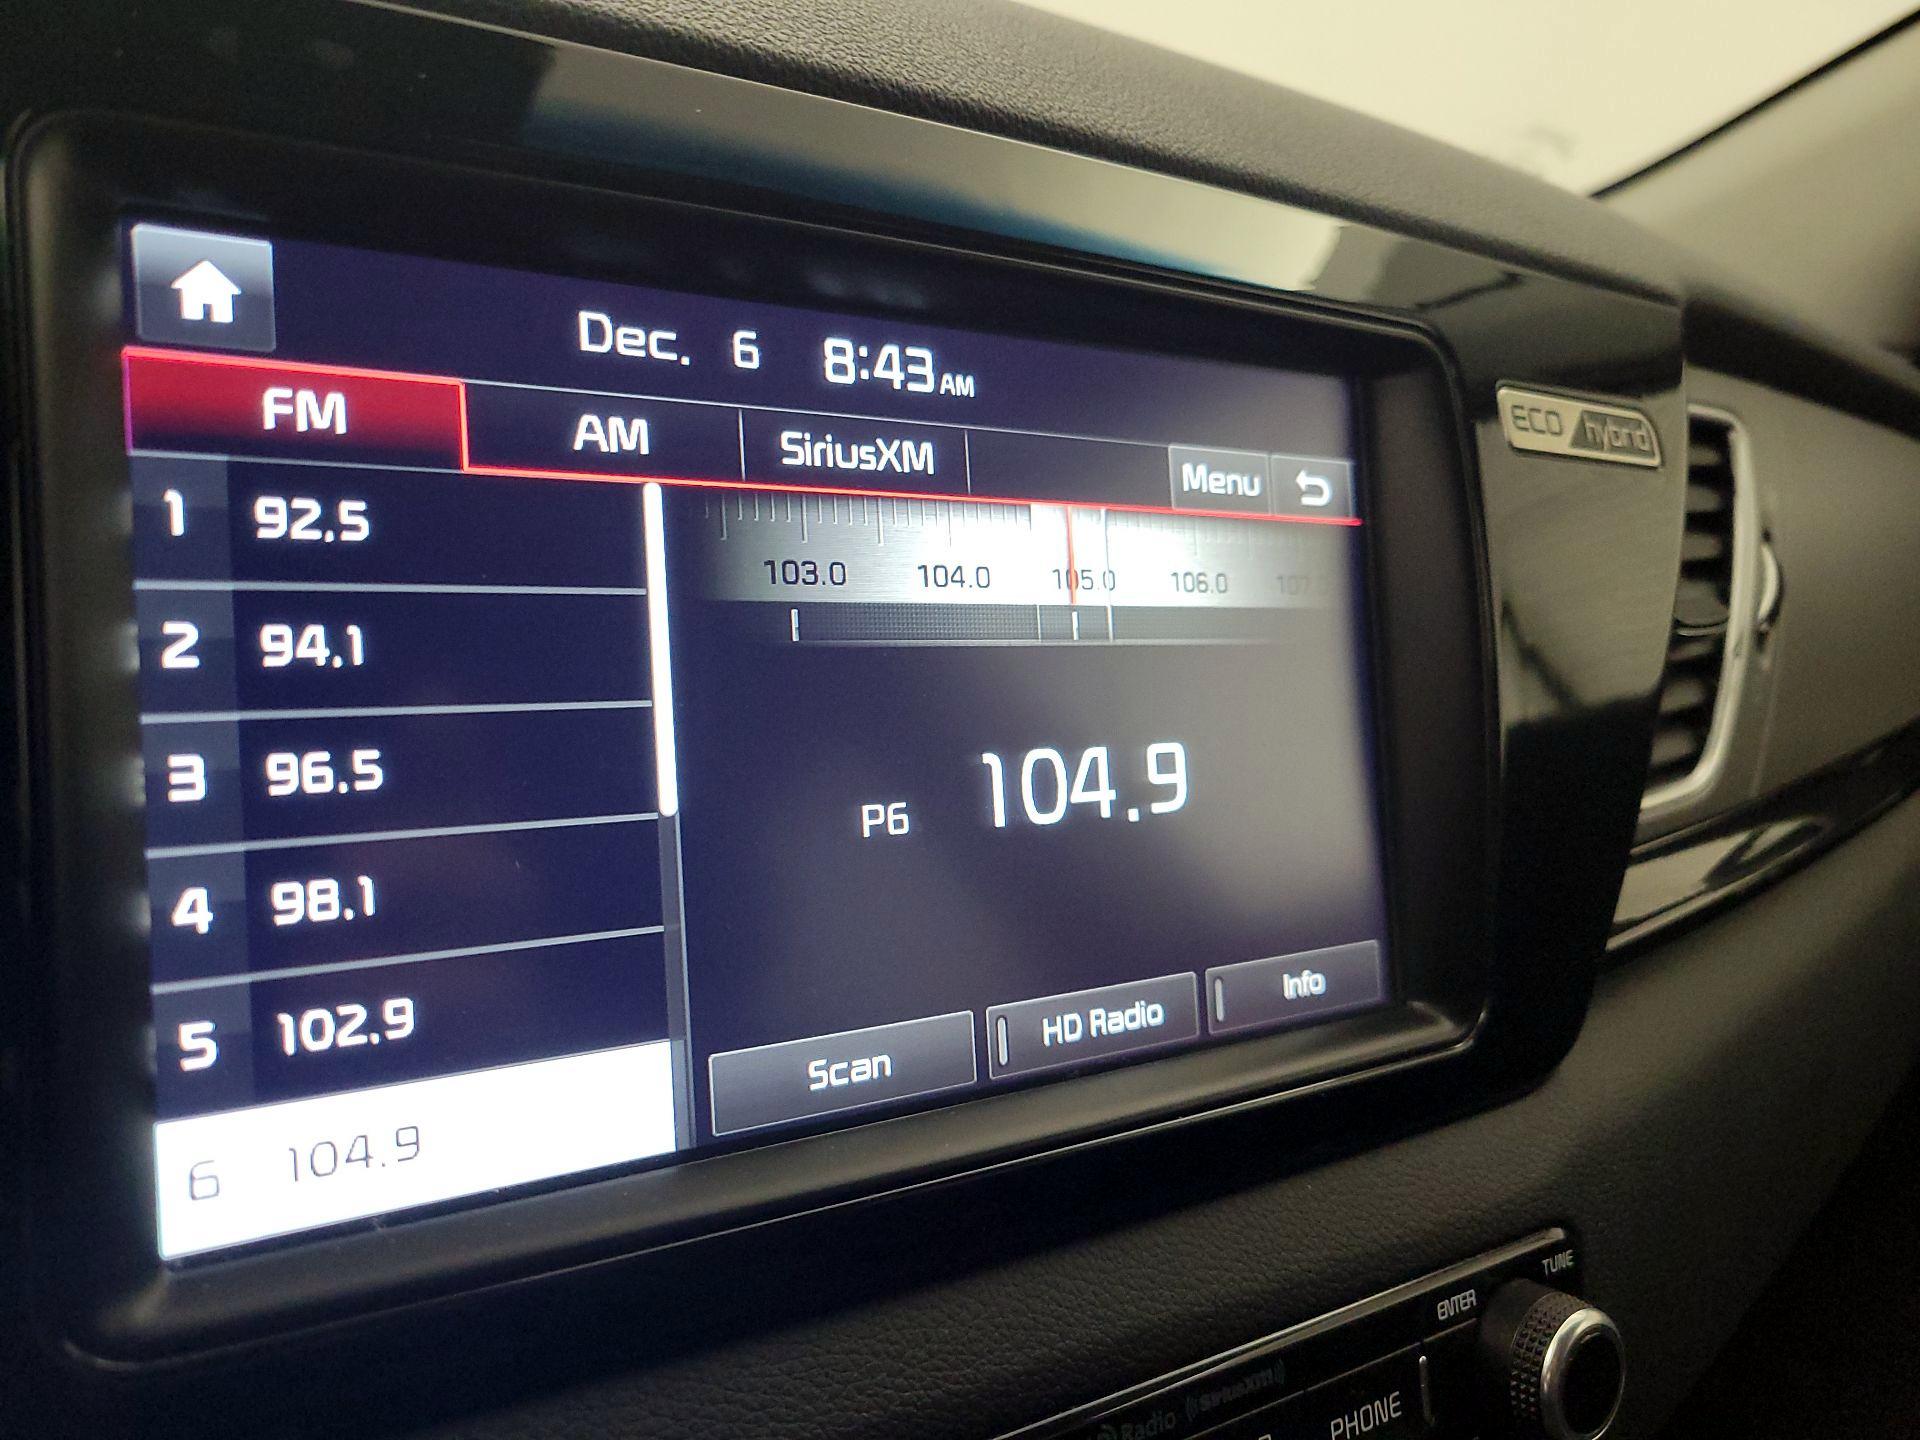 Dec. 6 8:43 AM
FM AM SiriusXM Menu
ECO hybrid
1 92.5
2 94.1
3 96.5
4 98.1
5 102.9
6 104.9
103.0 104.0 105.0 106.0
P6 104.9
Scan HD Radio Info
TUNE
ENTER
Radio SiriusXM
PHONE